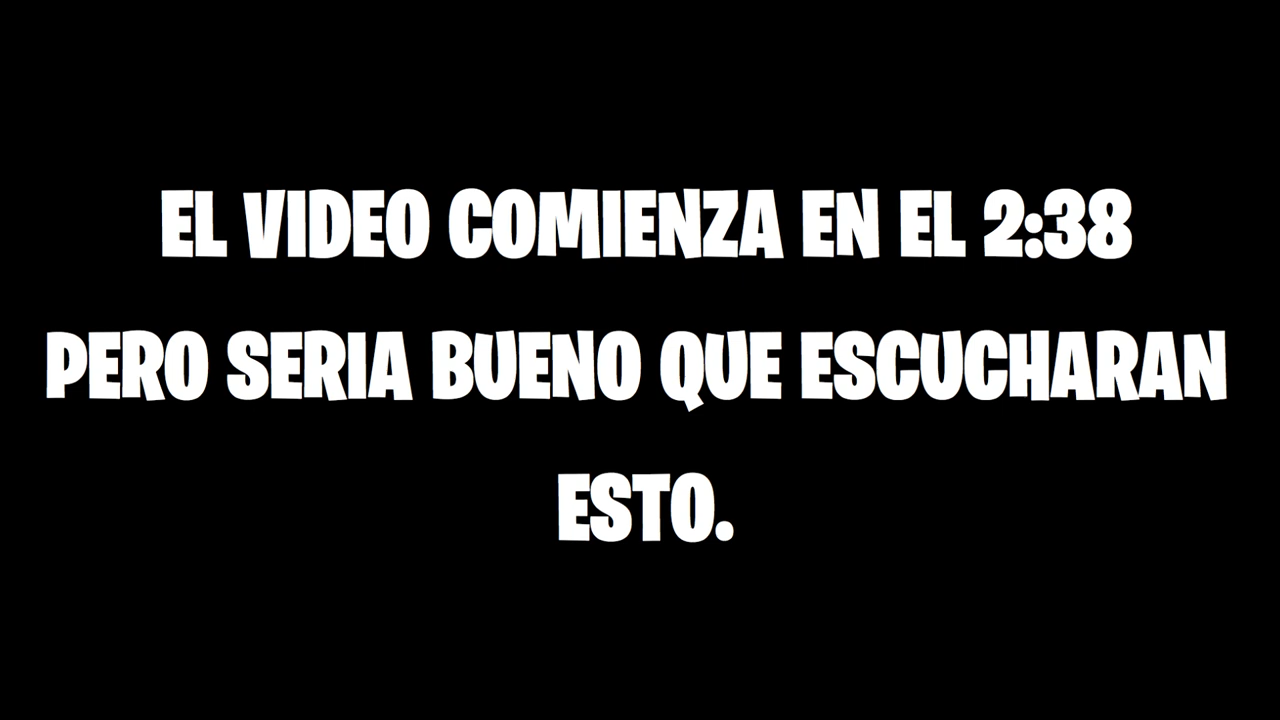 EL VIDEO COMIENZA EN EL 2:38
PERO SERIA BUENO QUE ESCUCHARAN
ESTO.